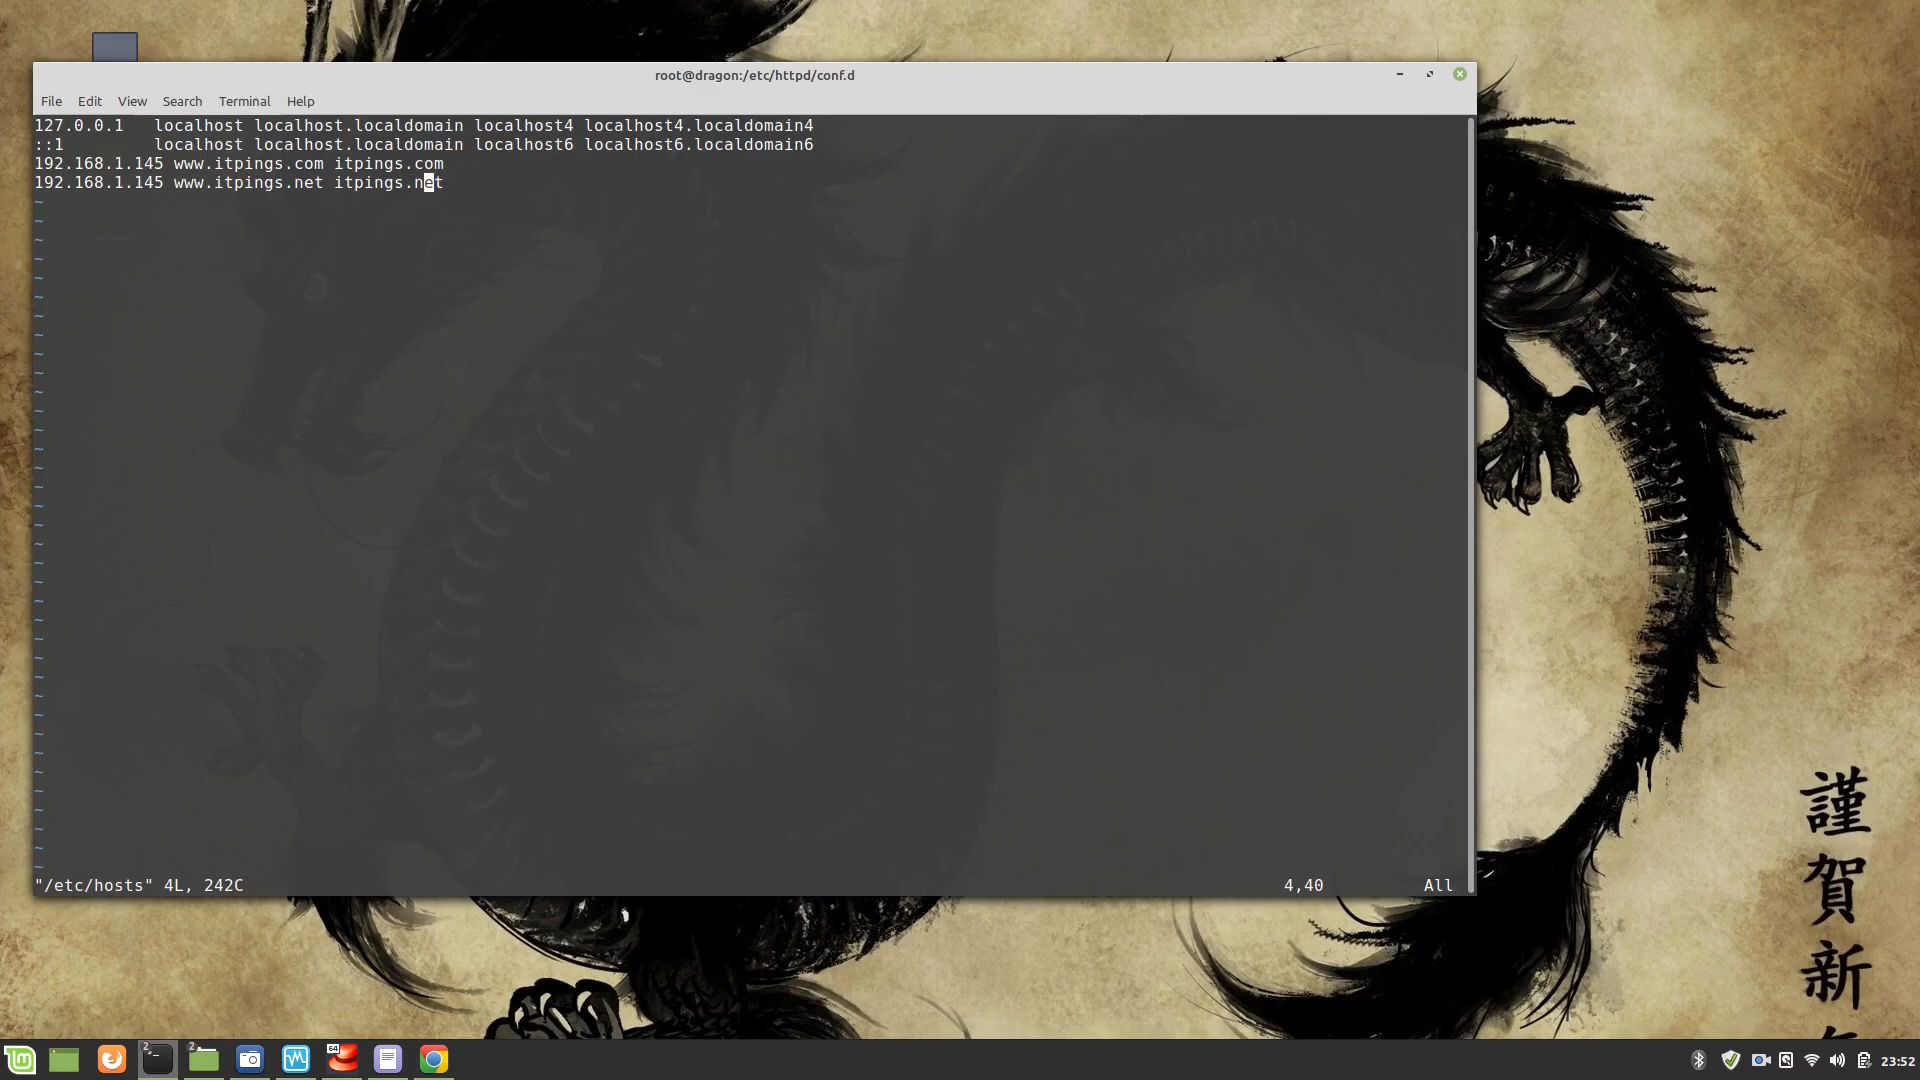 root@dragon:/etc/httpd/conf.d
File Edit View Search Terminal Help
127.0.0.1   localhost localhost.localdomain localhost4 localhost4.localdomain4
::1         localhost localhost.localdomain localhost6 localhost6.localdomain6
192.168.1.145 www.itpings.com itpings.com
192.168.1.145 www.itpings.net itpings.net
"/etc/hosts" 4L, 242C 4,40 All
謹賀新
2 2 64 23:52